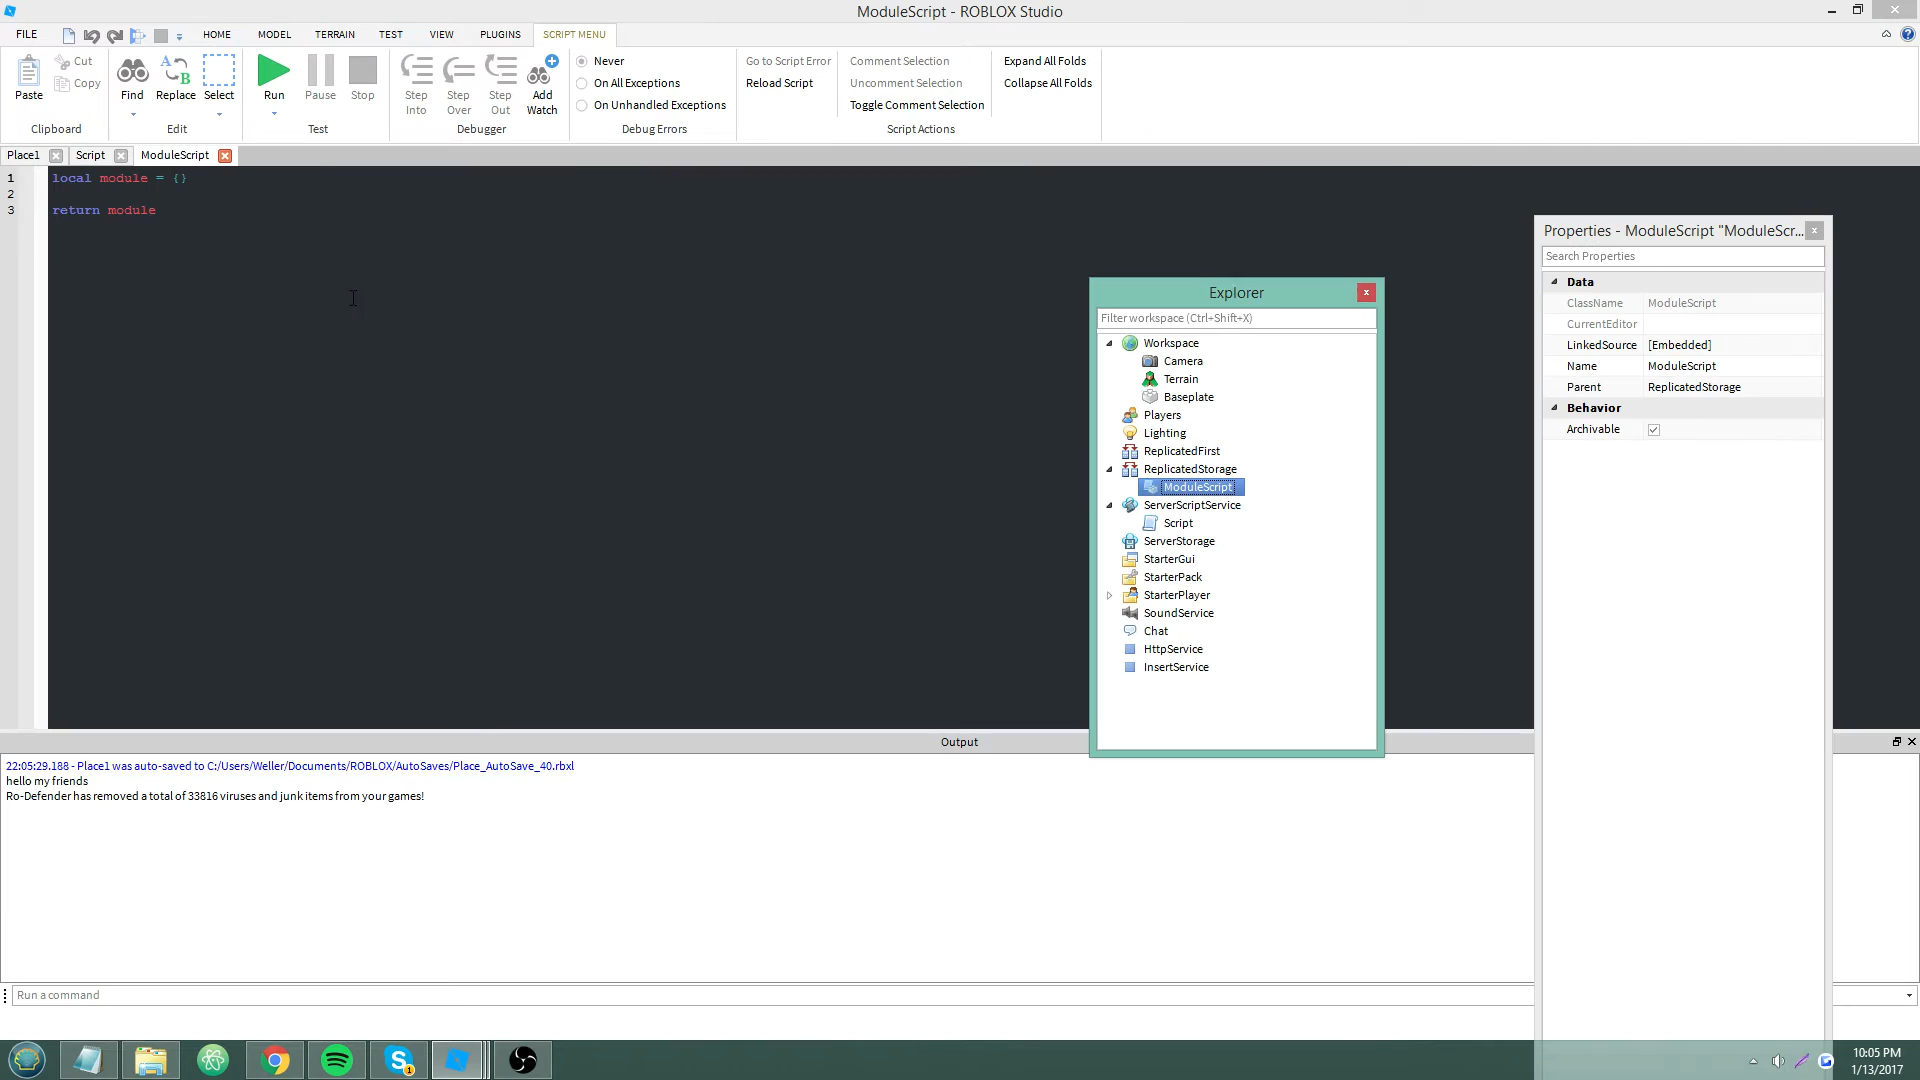 ModuleScript - ROBLOX Studio
FILE
HOME
MODEL
TERRAIN
TEST
VIEW
PLUGINS
SCRIPT MENU
Paste
Cut
Copy
Clipboard
Find
Replace
Select
Edit
Run
Pause
Stop
Test
Step Into
Step Over
Step Out
Add Watch
Debugger
Never
On All Exceptions
On Unhandled Exceptions
Debug Errors
Go to Script Error
Reload Script
Comment Selection
Uncomment Selection
Toggle Comment Selection
Script Actions
Expand All Folds
Collapse All Folds
Place1
Script
ModuleScript
1 local module = {}
2
3 return module
Explorer
Filter workspace (Ctrl+Shift+X)
Workspace
Camera
Terrain
Baseplate
Players
Lighting
ReplicatedFirst
ReplicatedStorage
ModuleScript
ServerScriptService
Script
ServerStorage
StarterGui
StarterPack
StarterPlayer
SoundService
Chat
HttpService
InsertService
Properties - ModuleScript "ModuleScr...
Search Properties
Data
ClassName ModuleScript
CurrentEditor
LinkedSource [Embedded]
Name ModuleScript
Parent ReplicatedStorage
Behavior
Archivable
Output
22:05:29.188 - Place1 was auto-saved to C:/Users/Weller/Documents/ROBLOX/AutoSaves/Place_AutoSave_40.rbxl
hello my friends
Ro-Defender has removed a total of 33816 viruses and junk items from your games!
Run a command
10:05 PM
1/13/2017